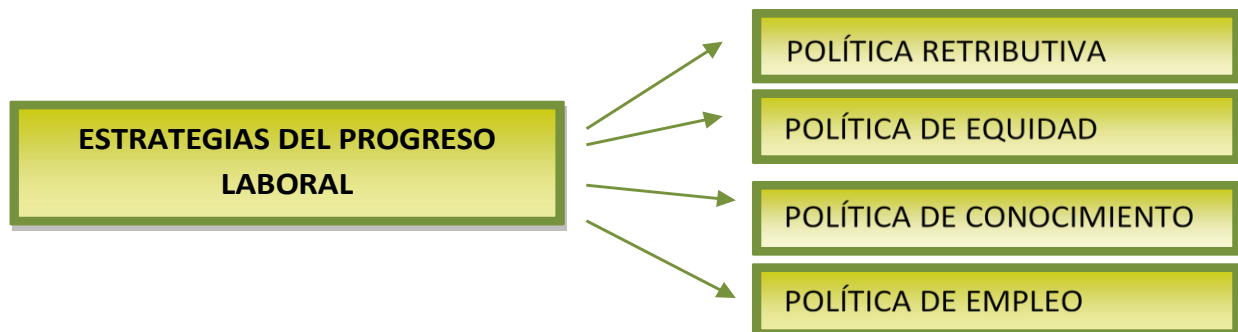 ESTRATEGIAS DEL PROGRESO
LABORAL
POLÍTICA RETRIBUTIVA
POLÍTICA DE EQUIDAD
POLÍTICA DE CONOCIMIENTO
POLÍTICA DE EMPLEO